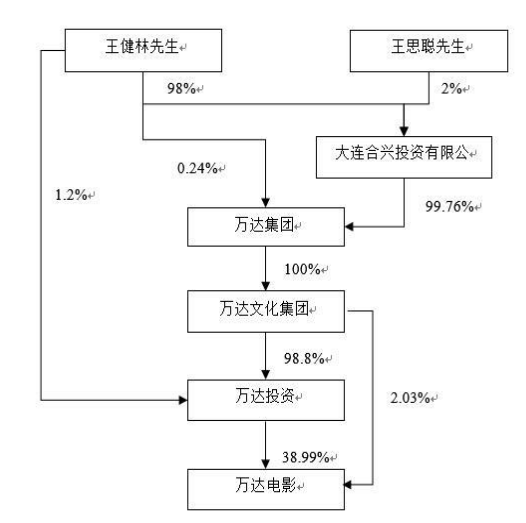 王健林先生
王思聪先生
98%
2%
大连合兴投资有限公
0.24%
1.2%
99.76%
万达集团
100%
万达文化集团
98.8%
万达投资
2.03%
38.99%
万达电影